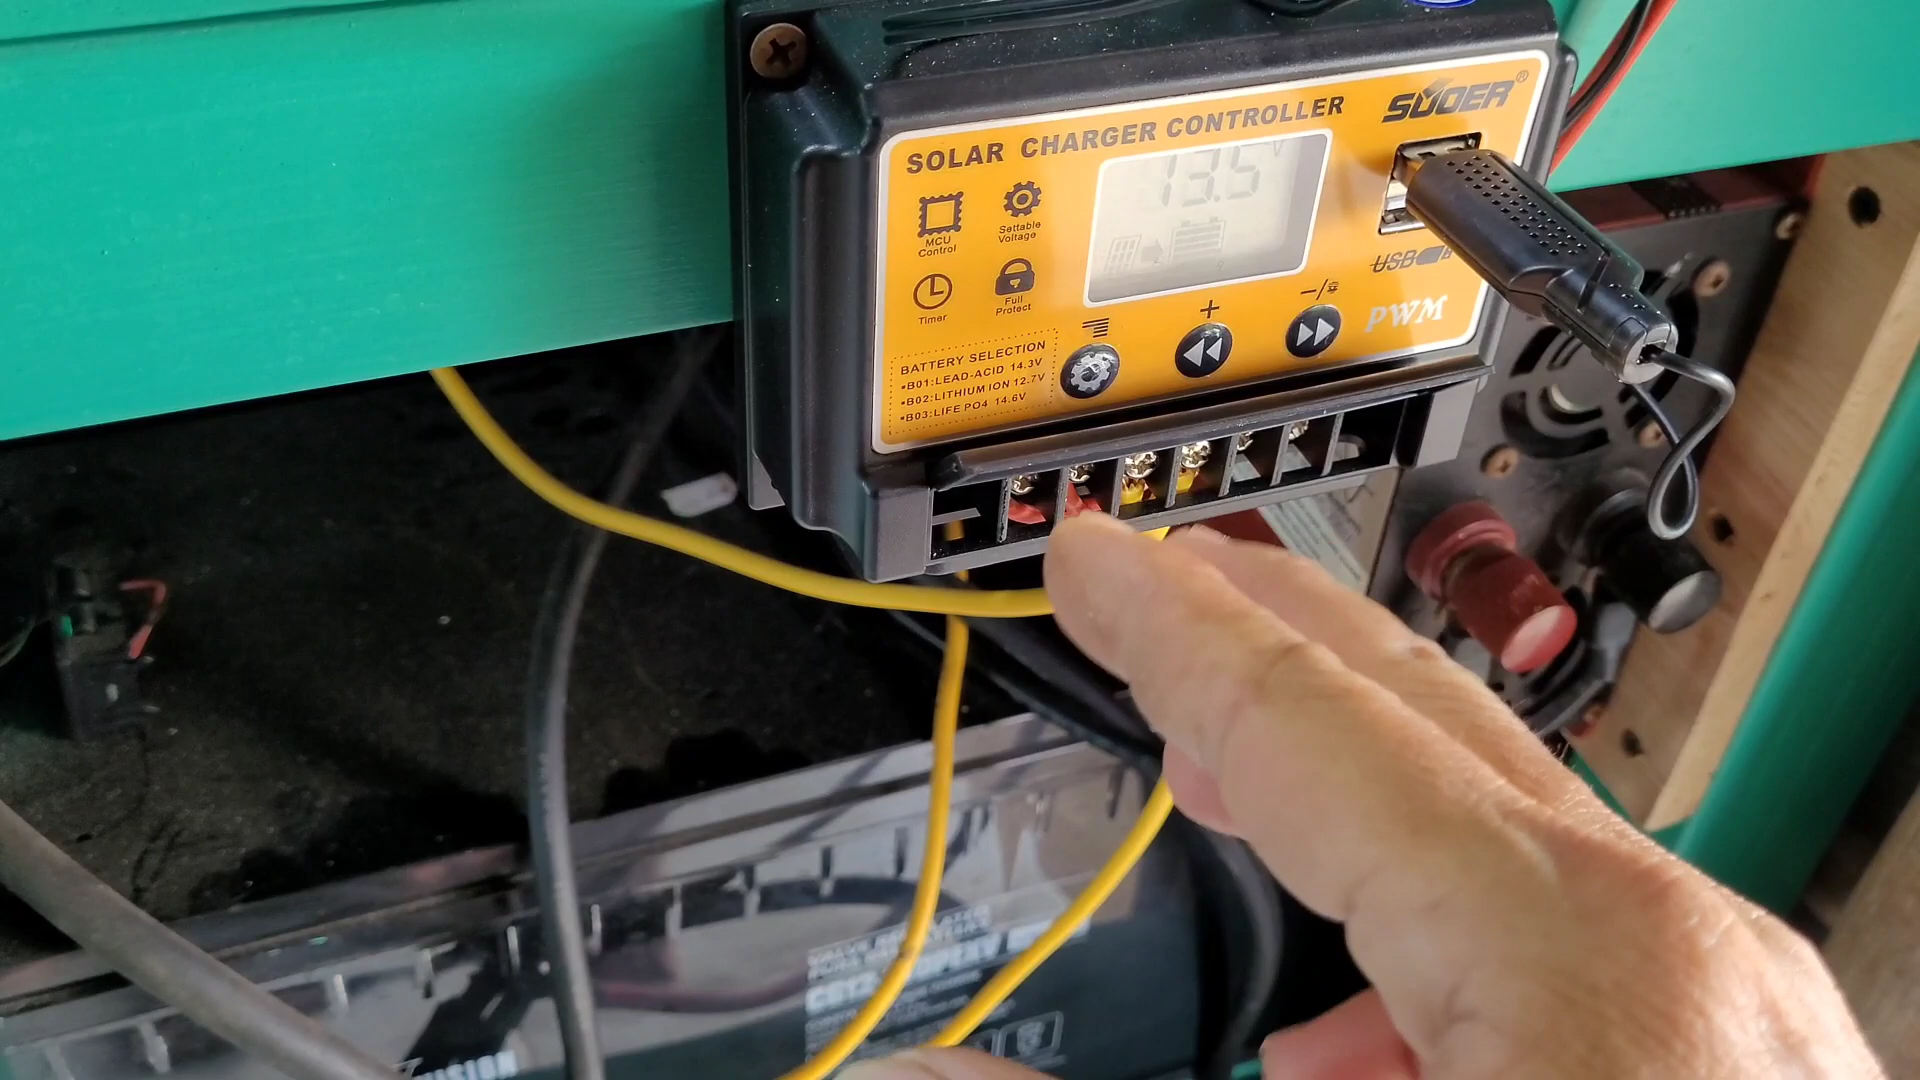 SOLAR CHARGER CONTROLLER
SUOER®
13.5V
MCU
Control
Settable
Voltage
Timer
Full
Protect
USB
PWM
+
−/
BATTERY SELECTION
•B01:LEAD-ACID 14.3V
•B02:LITHIUM ION 12.7V
•B03:LIFE PO4 14.6V